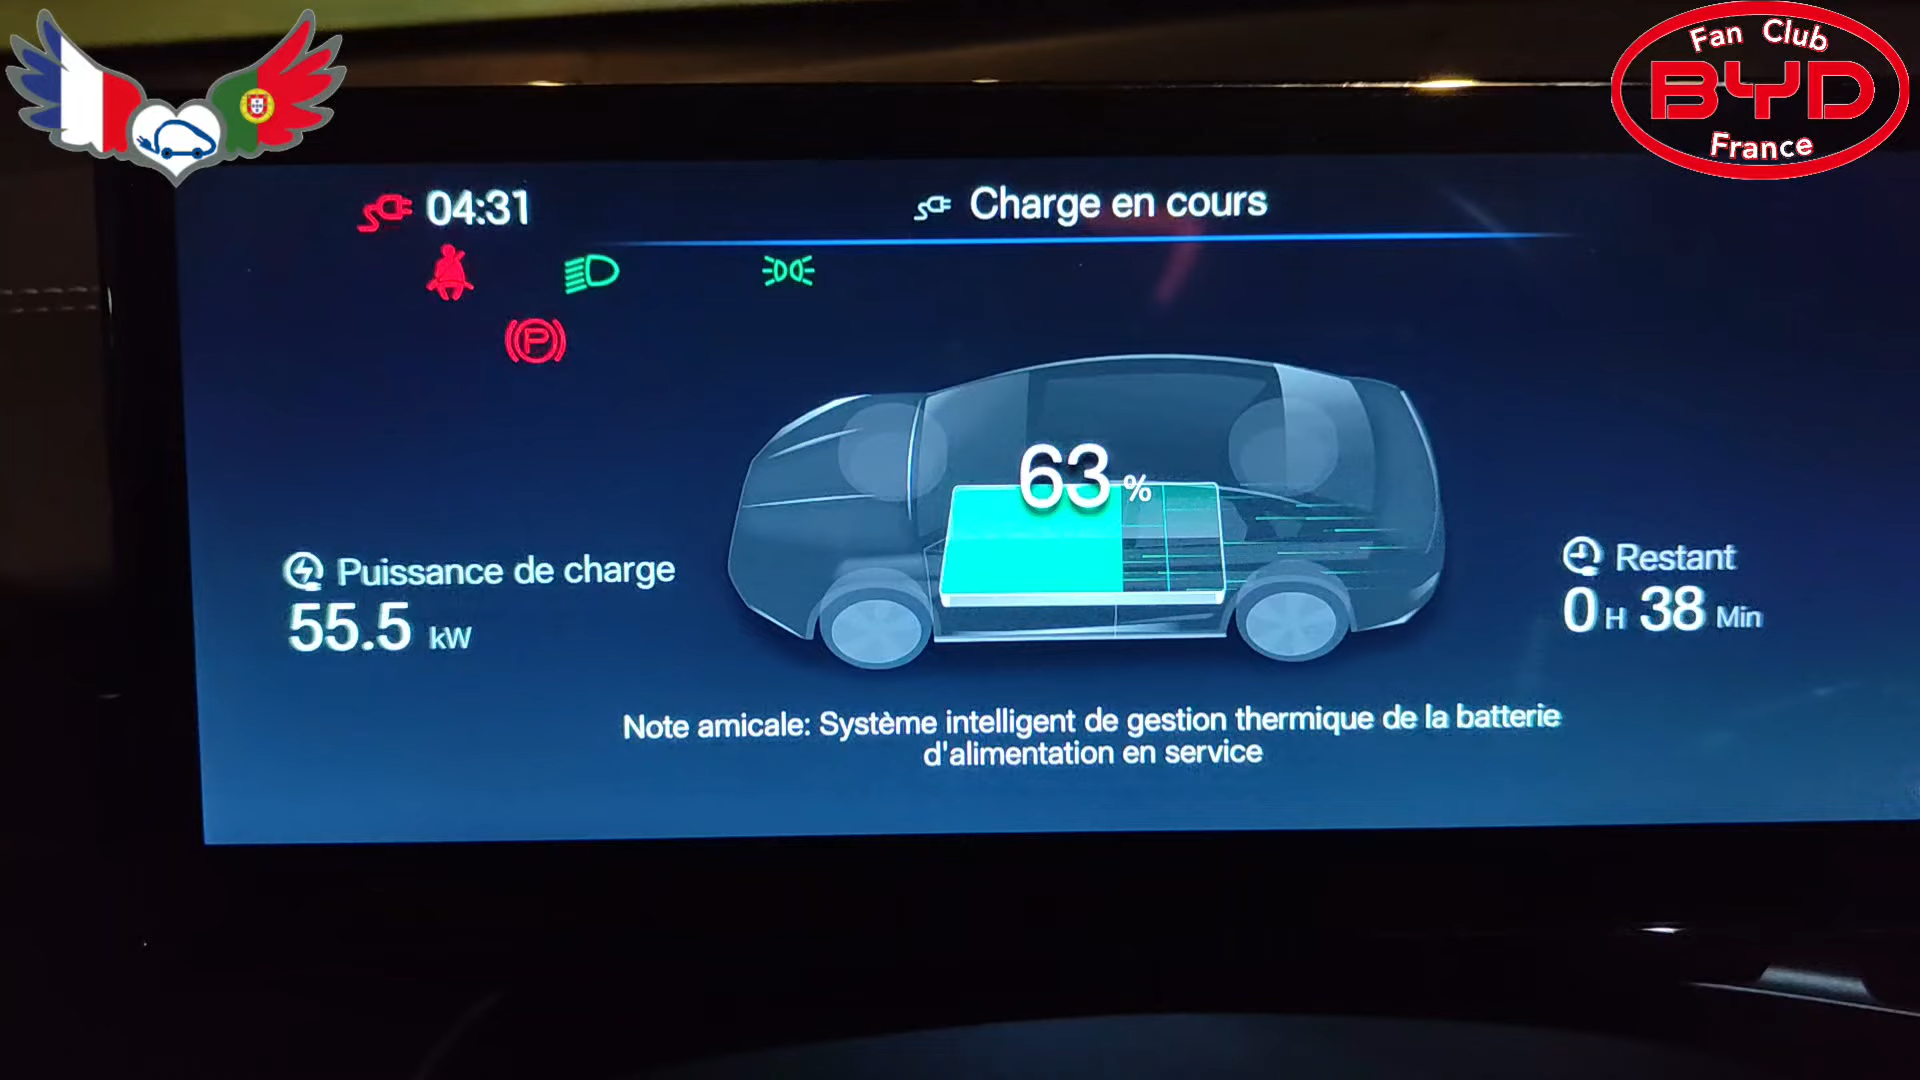 Fan Club
BYD
France
04:31
Charge en cours
P
63 %
Puissance de charge
55.5 kW
Restant
0 H 38 Min
Note amicale: Système intelligent de gestion thermique de la batterie
d'alimentation en service